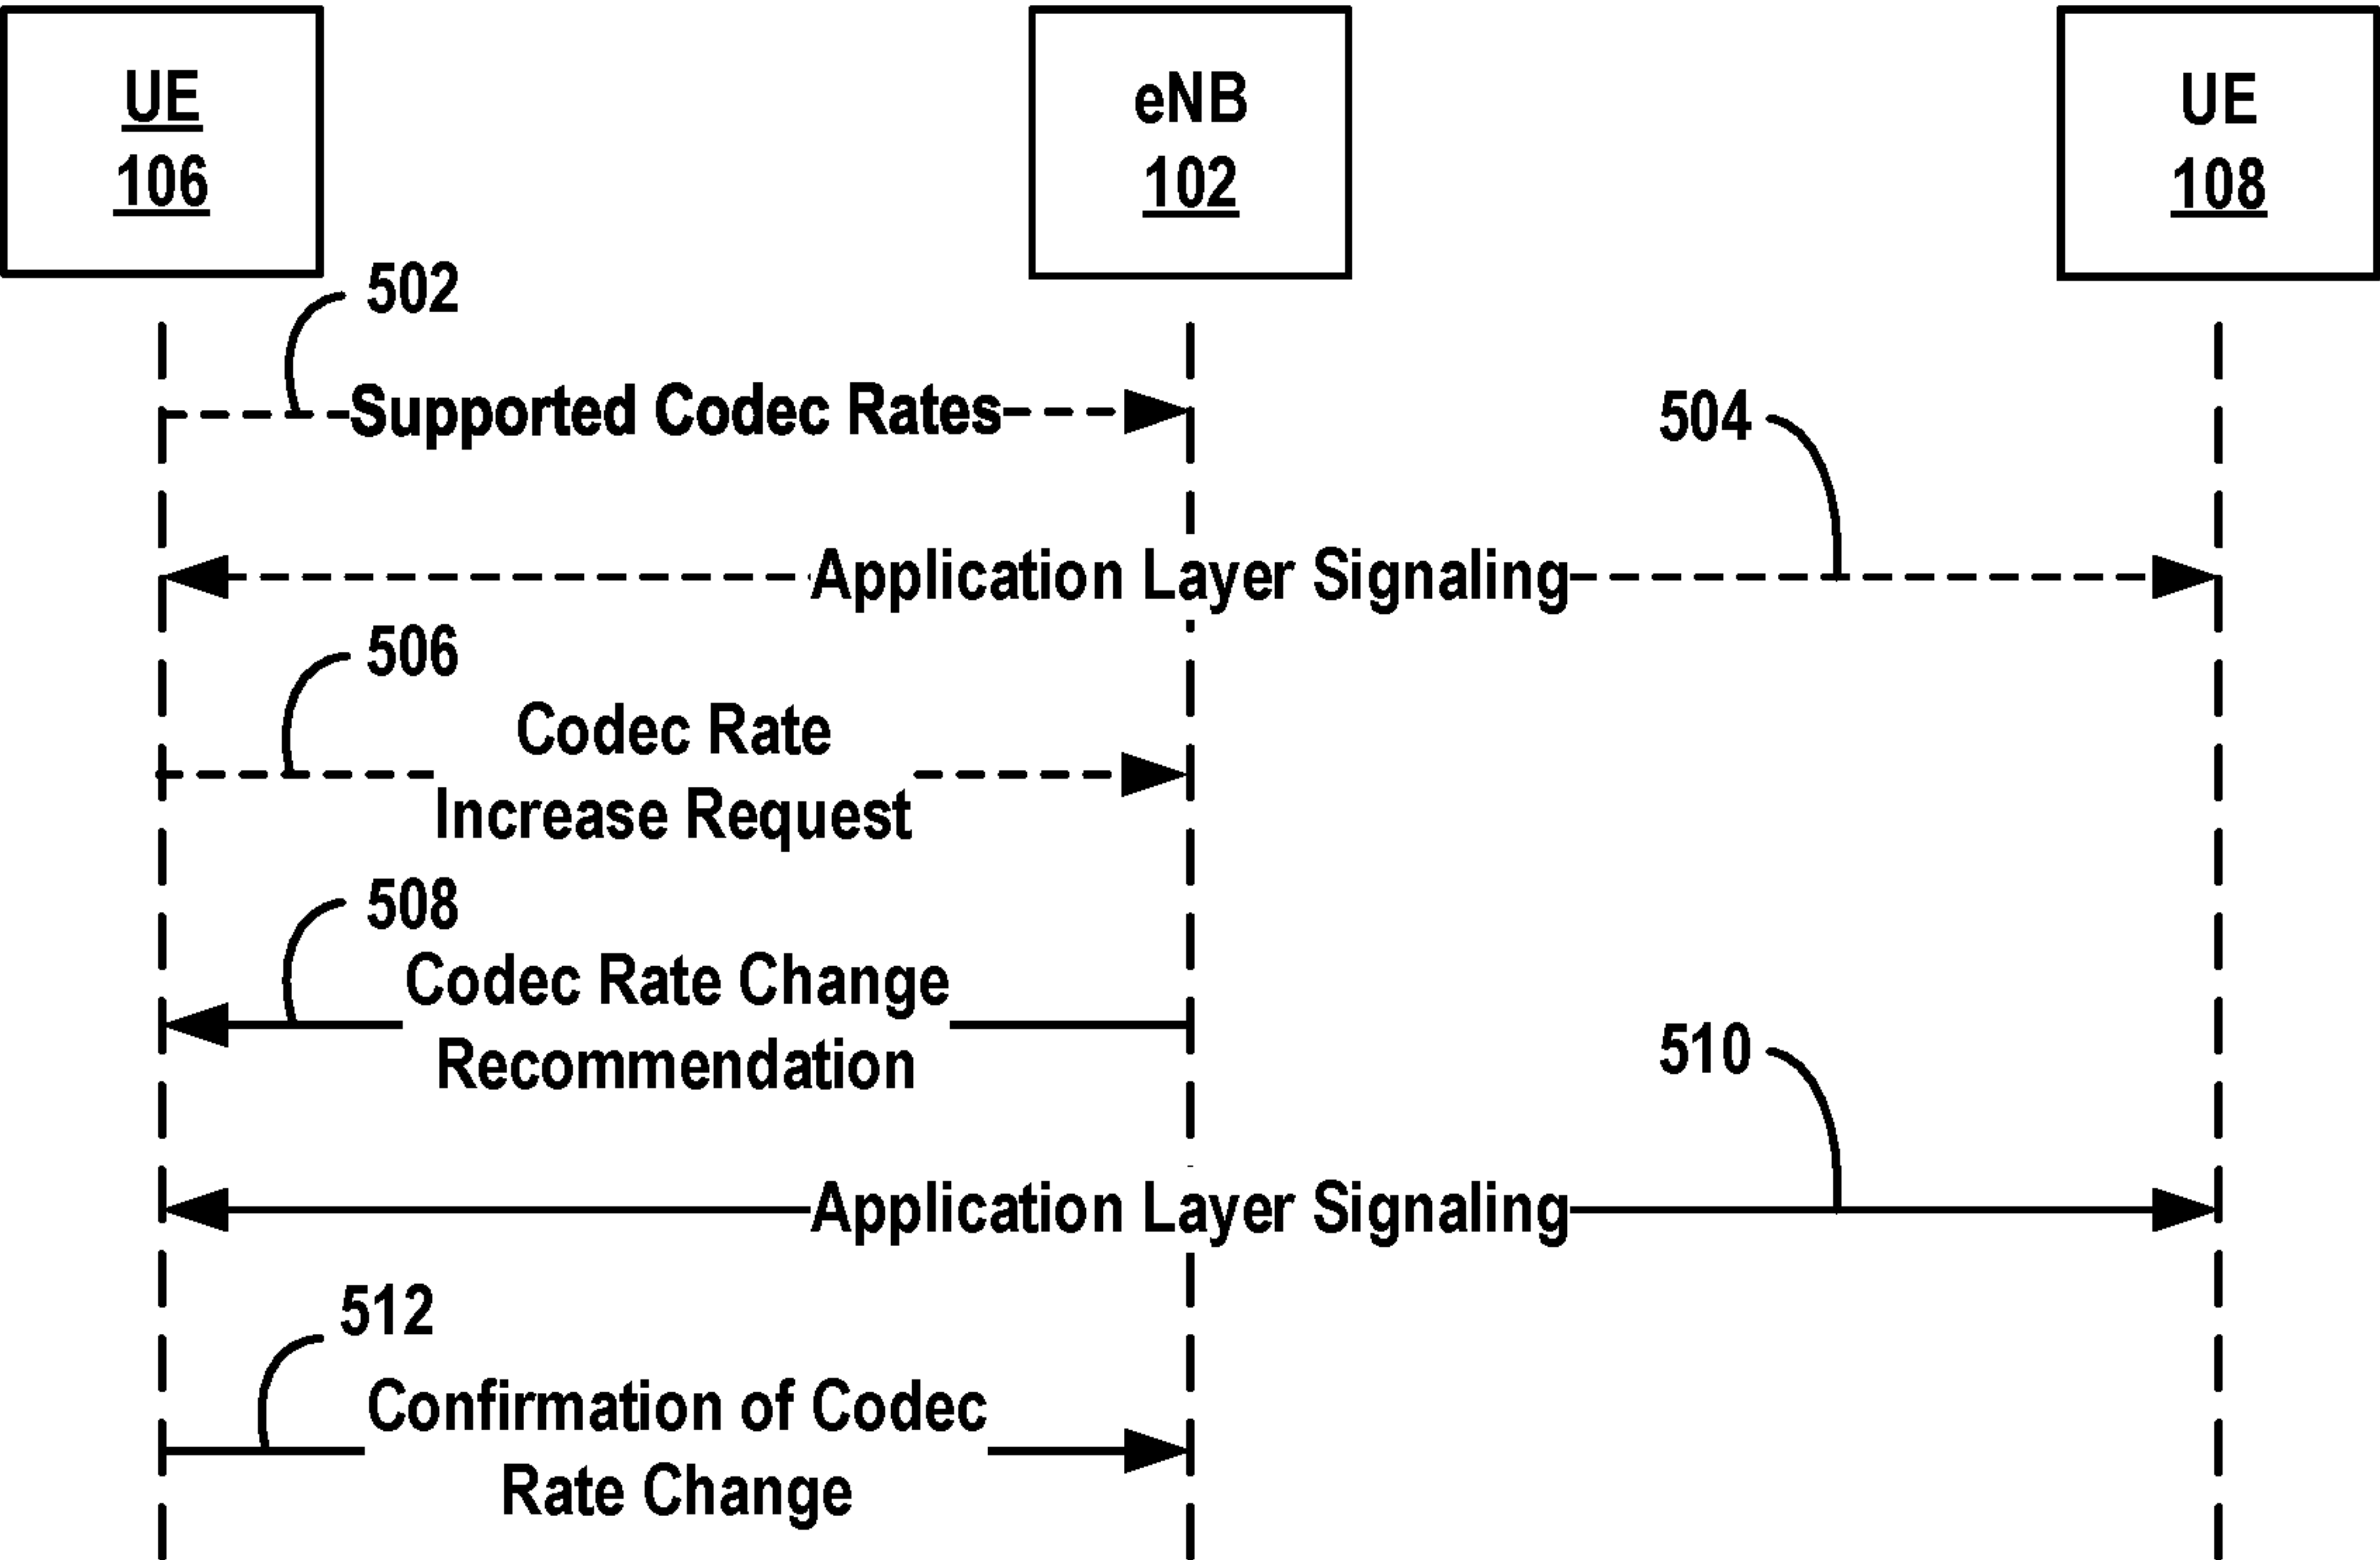 UE
106
eNB
102
UE
108
502
Supported Codec Rates
504
Application Layer Signaling
506
Codec Rate
Increase Request
508
Codec Rate Change
Recommendation
510
Application Layer Signaling
512
Confirmation of Codec
Rate Change